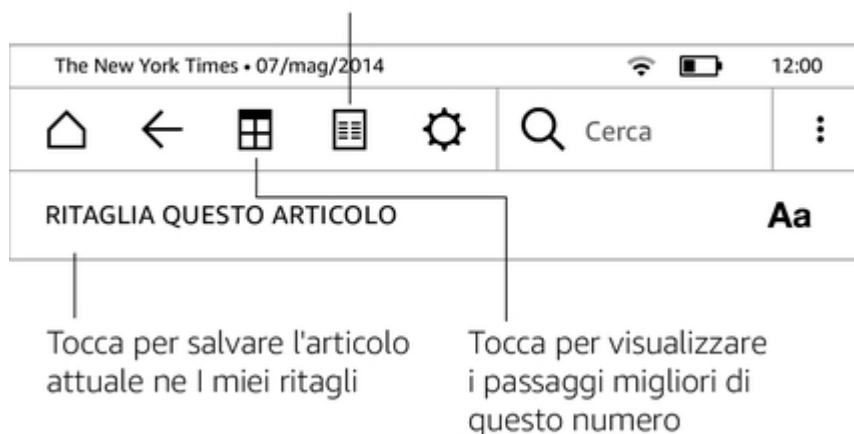 The New York Times • 07/mag/2014 12:00
Cerca
RITAGLIA QUESTO ARTICOLO Aa
Tocca per salvare l'articolo
attuale ne I miei ritagli
Tocca per visualizzare
i passaggi migliori di
questo numero